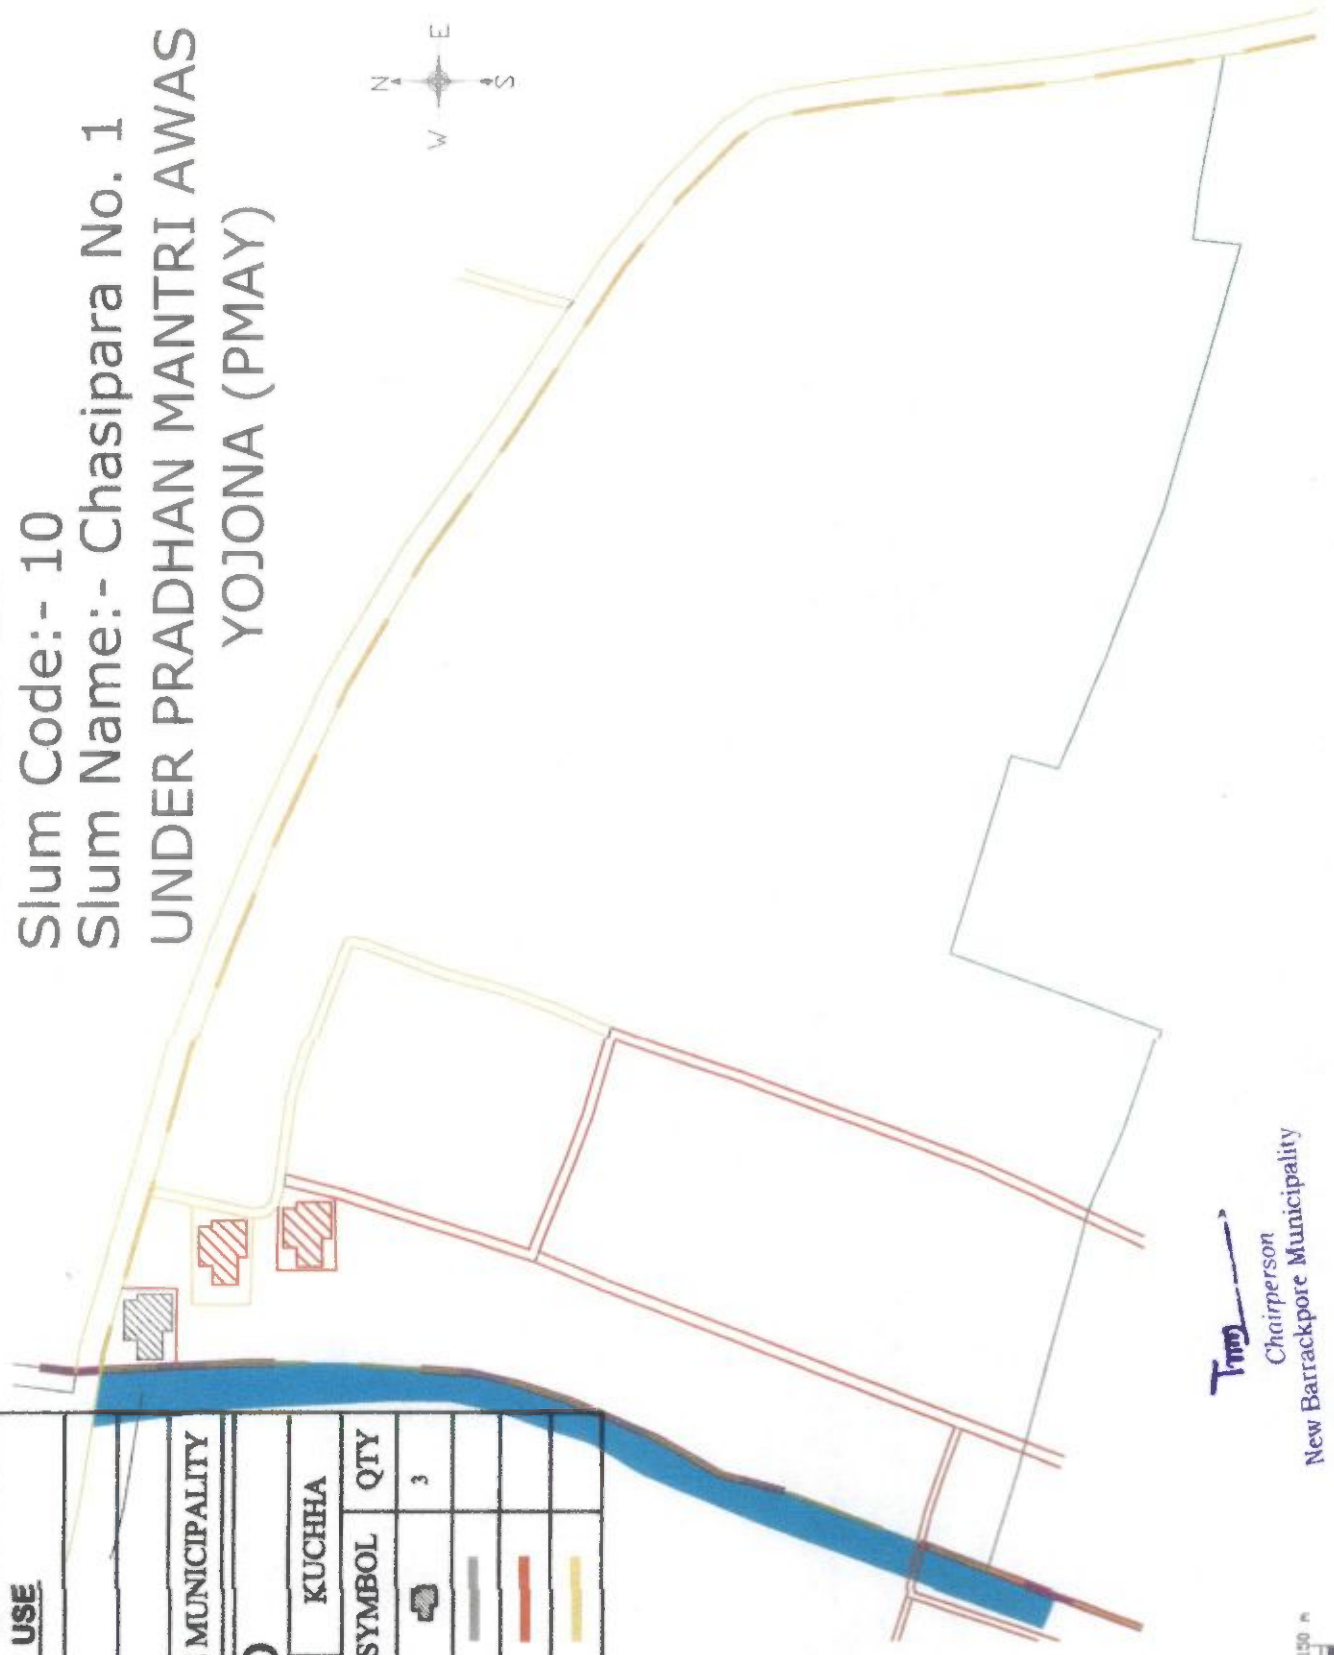 Slum Code:- 10
Slum Name:- Chasipara No. 1
UNDER PRADHAN MANTRI AWAS
YOJONA (PMAY)
N
W
E
S
USE
MUNICIPALITY
KUCHHA
SYMBOL QTY
3
Chairperson
New Barrackpore Municipality
150 m